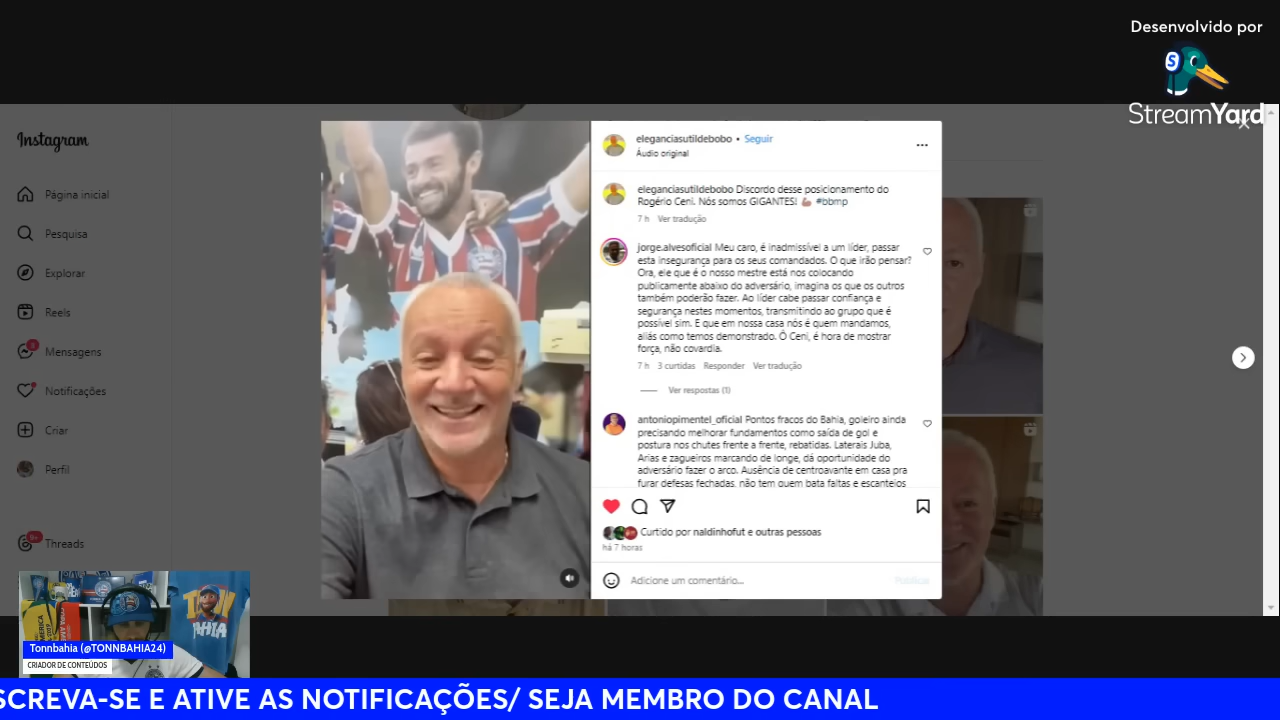 Desenvolvido por
StreamYard
Instagram
Página inicial
Pesquisa
Explorar
Reels
Mensagens
Notificações
Criar
Perfil
9+
Threads
eleganciasutildebobo • Seguir
Áudio original
eleganciasutildebobo Discordo desse posicionamento do
Rogério Ceni. Nós somos GIGANTES! 💪🏽 #bbmp
7 h Ver tradução
jorge.alvesoficial Meu caro, é inadmissível a um líder, passar
esta insegurança para os seus comandados. O que irão pensar?
Ora, ele que é o nosso mestre está nos colocando
publicamente abaixo do adversário, imagina os que os outros
também poderão fazer. Ao líder cabe passar confiança e
segurança nestes momentos, transmitindo ao grupo que é
possível sim. E que em nossa casa nós é quem mandamos,
aliás como temos demonstrado. Ô Ceni, é hora de mostrar
força, não covardia.
7 h 3 curtidas Responder Ver tradução
Ver respostas (1)
antoniopimentel_oficial Pontos fracos do Bahia, goleiro ainda
precisando melhorar fundamentos como saída de gol e
postura nos chutes frente a frente, rebatidas. Laterais Juba,
Arias e zagueiros marcando de longe, dá oportunidade do
adversário fazer o arco. Ausência de centroavante em casa pra
furar defesas fechadas, não tem quem bata faltas e escanteios
Curtido por naldinhofut e outras pessoas
há 7 horas
Adicione um comentário...
Publicar
TONN
BAHIA
Tonnbahia (@TONNBAHIA24)
CRIADOR DE CONTEÚDOS
SCREVA-SE E ATIVE AS NOTIFICAÇÕES/ SEJA MEMBRO DO CANAL